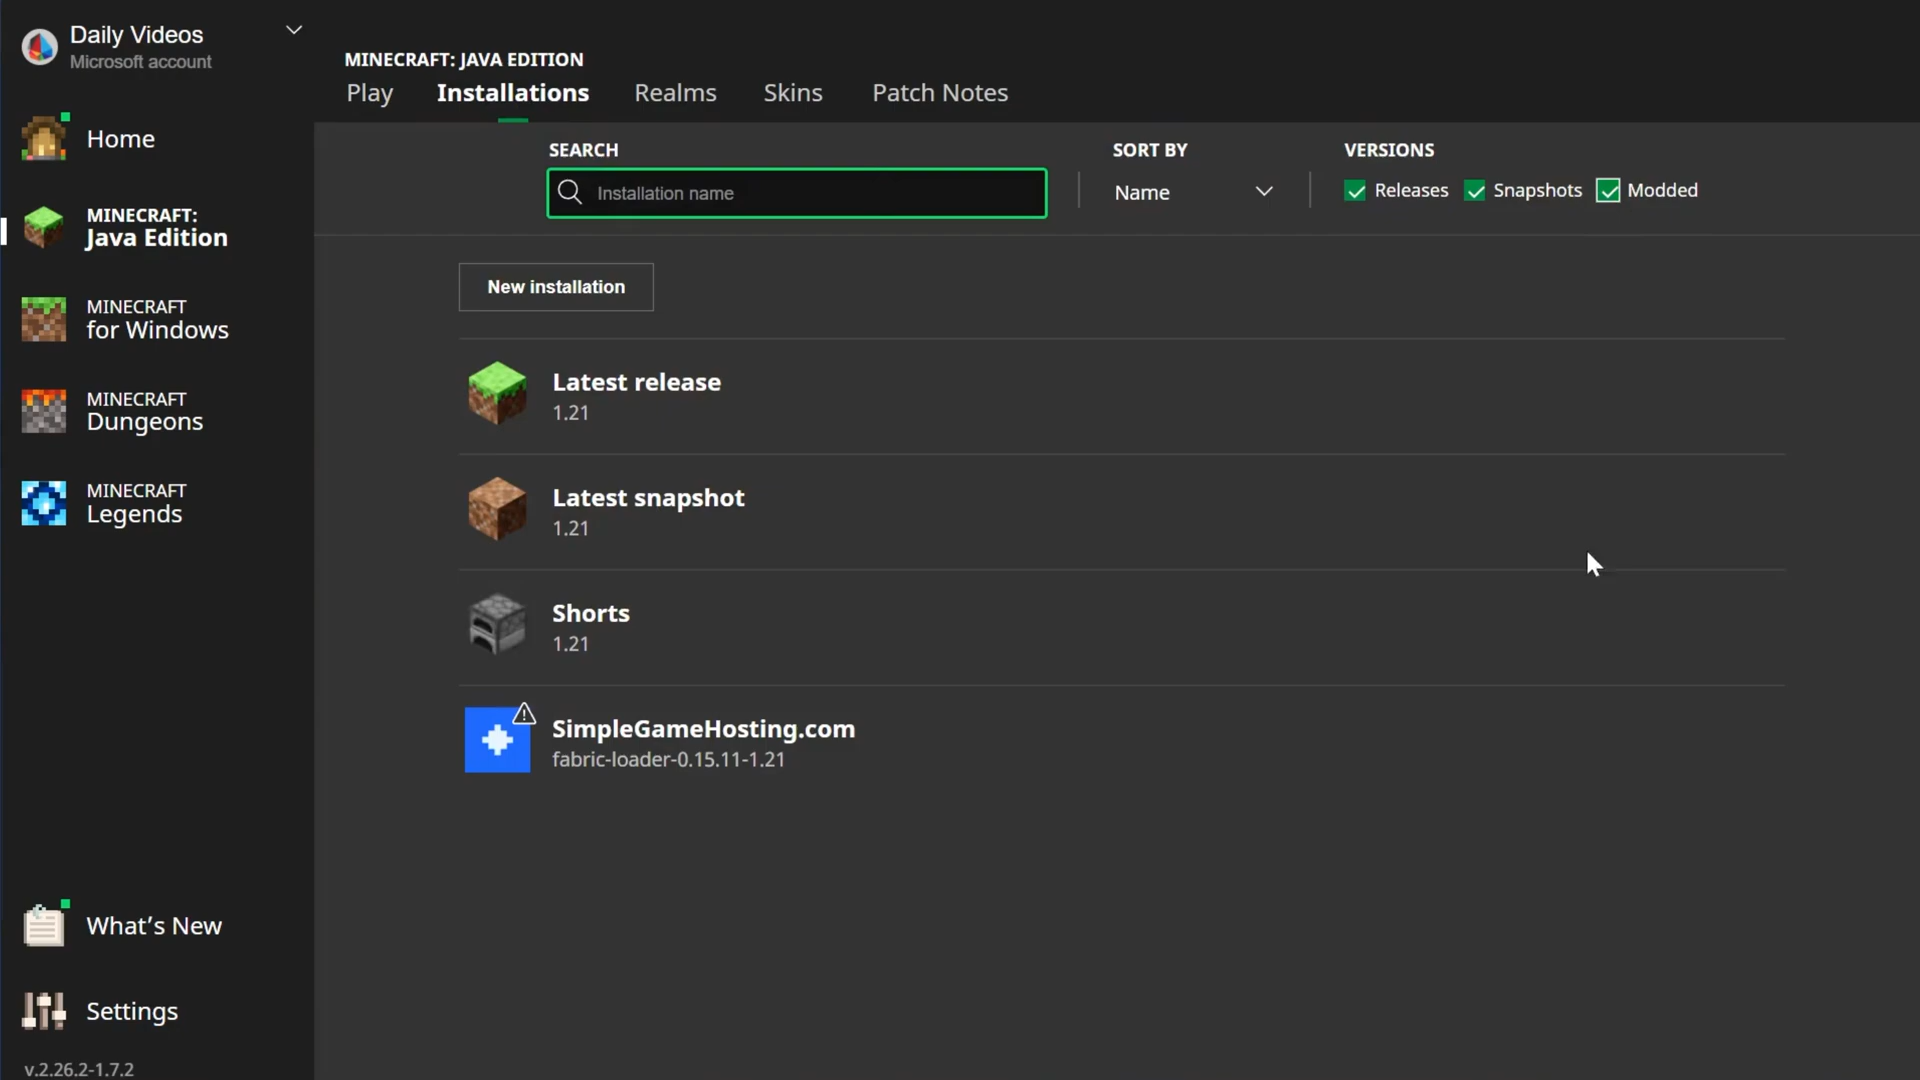 Daily Videos
Microsoft account
Home
MINECRAFT:
Java Edition
MINECRAFT
for Windows
MINECRAFT
Dungeons
MINECRAFT
Legends
What's New
Settings
v.2.26.2-1.7.2
MINECRAFT: JAVA EDITION
Play Installations Realms Skins Patch Notes
SEARCH SORT BY VERSIONS
Installation name Name Releases Snapshots Modded
New installation
Latest release
1.21
Latest snapshot
1.21
Shorts
1.21
SimpleGameHosting.com
fabric-loader-0.15.11-1.21